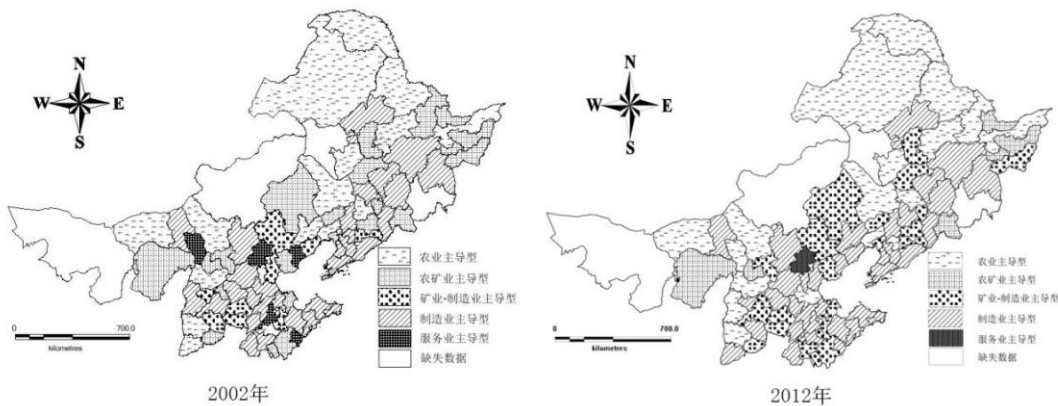 N
W E
S
农业主导型
农矿业主导型
矿业-制造业主导型
制造业主导型
服务业主导型
缺失数据
0 700.0
kilometres
2002年
N
W E
S
农业主导型
农矿业主导型
矿业-制造业主导型
制造业主导型
服务业主导型
缺失数据
0 700.0
kilometres
2012年